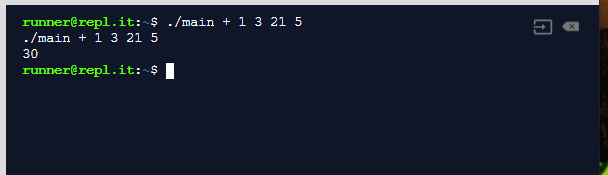 runner@repl.it:~$ ./main + 1 3 21 5
./main + 1 3 21 5
30
runner@repl.it:~$